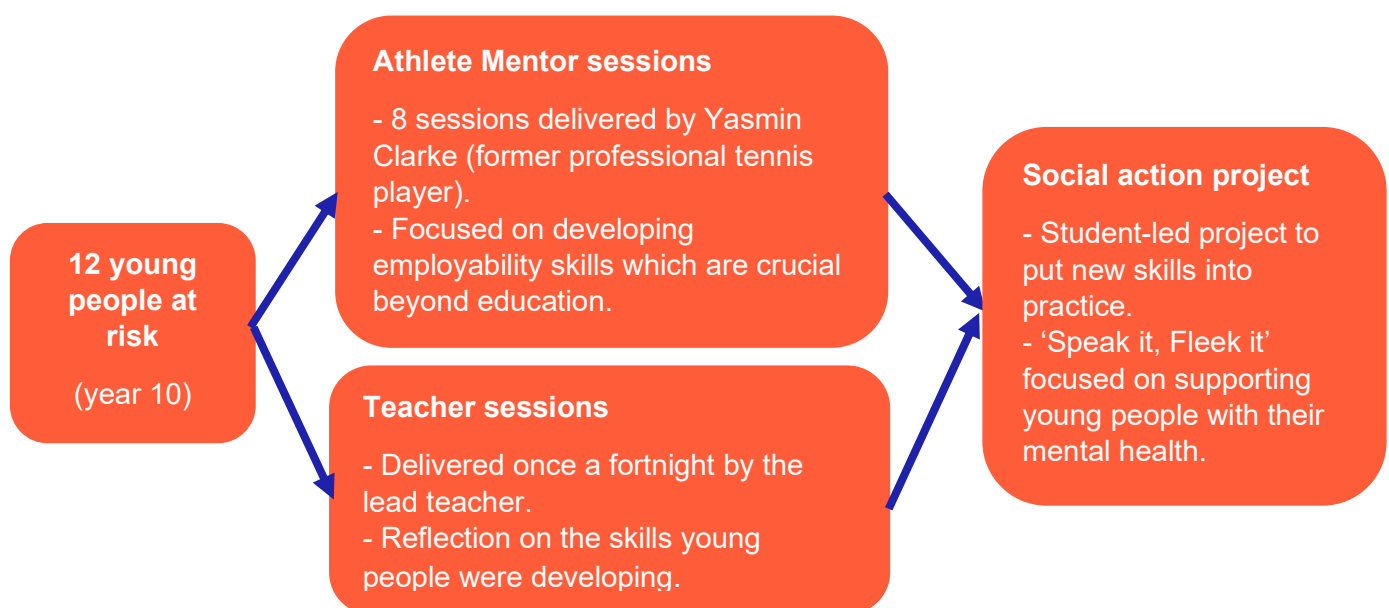 12 young
people at
risk
(year 10)
Athlete Mentor sessions
- 8 sessions delivered by Yasmin
Clarke (former professional tennis
player).
- Focused on developing
employability skills which are crucial
beyond education.
Teacher sessions
- Delivered once a fortnight by the
lead teacher.
- Reflection on the skills young
people were developing.
Social action project
- Student-led project to
put new skills into
practice.
- ‘Speak it, Fleek it’
focused on supporting
young people with their
mental health.